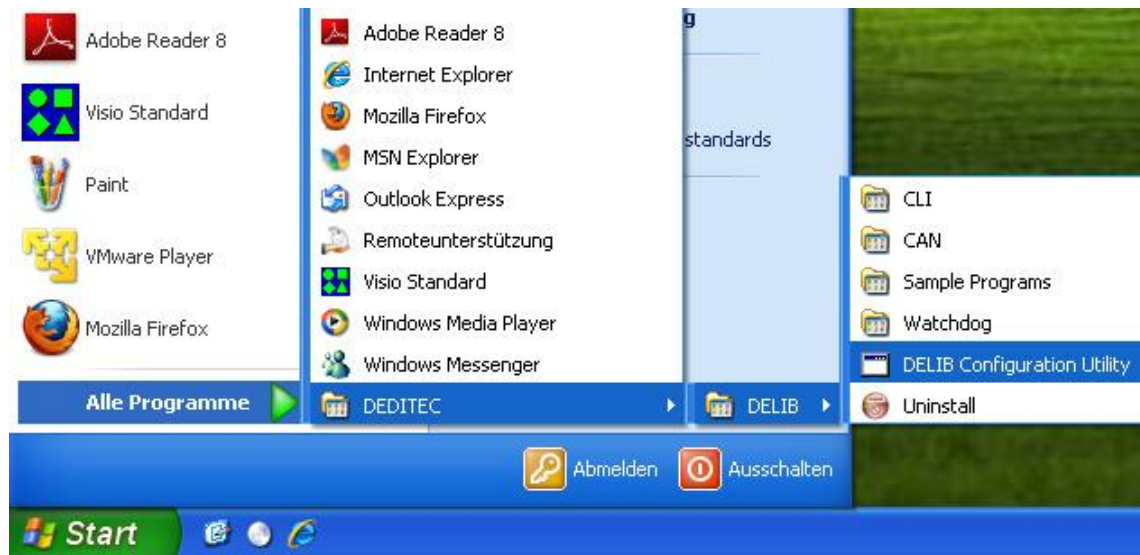 Adobe Reader 8
Visio Standard
Paint
VMware Player
Mozilla Firefox
Alle Programme
Adobe Reader 8
Internet Explorer
Mozilla Firefox
MSN Explorer
Outlook Express
Remoteunterstützung
Visio Standard
Windows Media Player
Windows Messenger
DEDITEC
g
standards
DELIB
CLI
CAN
Sample Programs
Watchdog
DELIB Configuration Utility
Uninstall
Abmelden
Ausschalten
Start